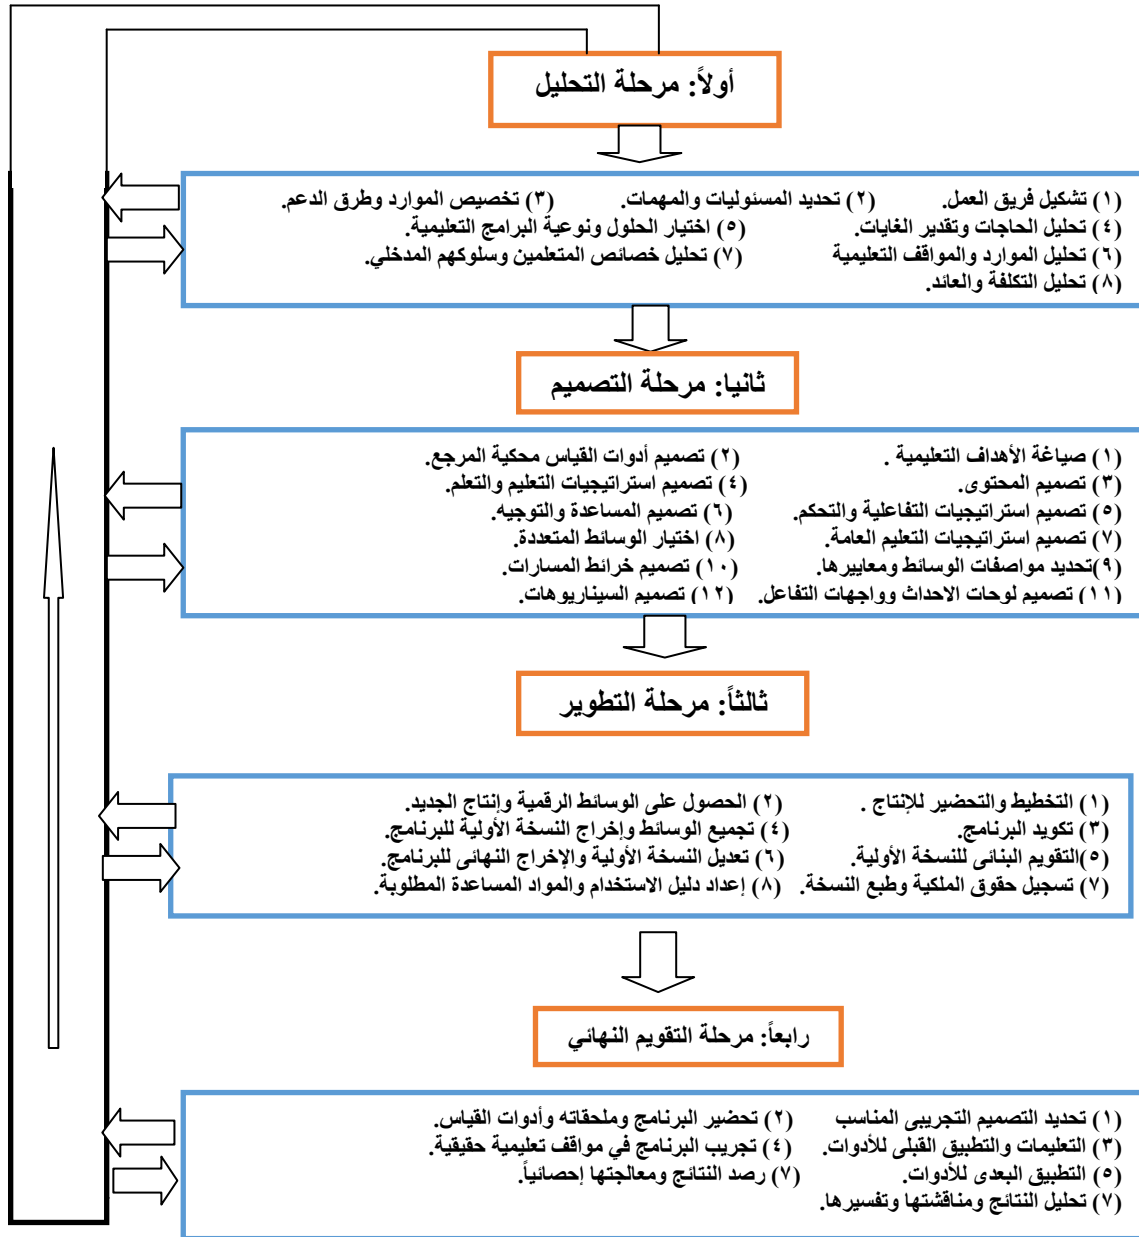 أولاً: مرحلة التحليل
(١) تشكيل فريق العمل. (٢) تحديد المسئوليات والمهمات. (٣) تخصيص الموارد وطرق الدعم.
(٤) تحليل الحاجات وتقدير الغايات. (٥) اختيار الحلول ونوعية البرامج التعليمية.
(٦) تحليل الموارد والمواقف التعليمية (٧) تحليل خصائص المتعلمين وسلوكهم المدخلي.
(٨) تحليل التكلفة والعائد.
ثانيا: مرحلة التصميم
(١) صياغة الأهداف التعليمية . (٢) تصميم أدوات القياس محكية المرجع.
(٣) تصميم المحتوى. (٤) تصميم استراتيجيات التعليم والتعلم.
(٥) تصميم استراتيجيات التفاعلية والتحكم. (٦) تصميم المساعدة والتوجيه.
(٧) تصميم استراتيجيات التعليم العامة. (٨) اختيار الوسائط المتعددة.
(٩)تحديد مواصفات الوسائط ومعاييرها. (١٠) تصميم خرائط المسارات.
(١١) تصميم لوحات الاحداث وواجهات التفاعل. (١٢) تصميم السيناريوهات.
ثالثاً: مرحلة التطوير
(١) التخطيط والتحضير للإنتاج . (٢) الحصول على الوسائط الرقمية وإنتاج الجديد.
(٣) تكويد البرنامج. (٤) تجميع الوسائط وإخراج النسخة الأولية للبرنامج.
(٥)التقويم البنائى للنسخة الأولية. (٦) تعديل النسخة الأولية والإخراج النهائى للبرنامج.
(٧) تسجيل حقوق الملكية وطبع النسخة. (٨) إعداد دليل الاستخدام والمواد المساعدة المطلوبة.
رابعاً: مرحلة التقويم النهائي
(١) تحديد التصميم التجريبى المناسب (٢) تحضير البرنامج وملحقاته وأدوات القياس.
(٣) التعليمات والتطبيق القبلى للأدوات. (٤) تجريب البرنامج في مواقف تعليمية حقيقية.
(٥) التطبيق البعدى للأدوات. (٧) رصد النتائج ومعالجتها إحصائياً.
(٧) تحليل النتائج ومناقشتها وتفسيرها.